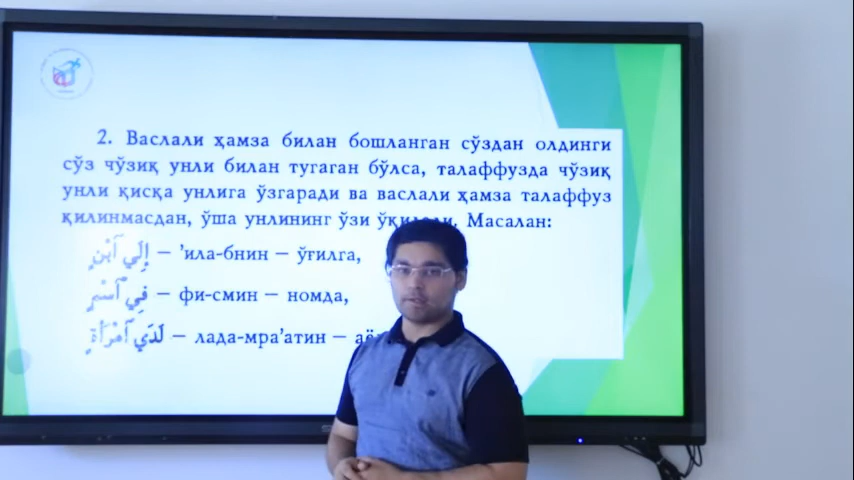 2. Васлали ҳамза билан бошланган сўздан олдинги
сўз чўзиқ унли билан тугаган бўлса, талаффузда чўзиқ
унли қисқа унлига ўзгаради ва васлали ҳамза талаффуз
қилинмасдан, ўша унлининг ўзи Масалан:
إِلَي ٱبْنٍ – ’ила-бнин – ўғилга,
فِي ٱسْمٍ – фи-смин – номда,
لَدَي ٱمْرَأَةٍ – лада-мра’атин –